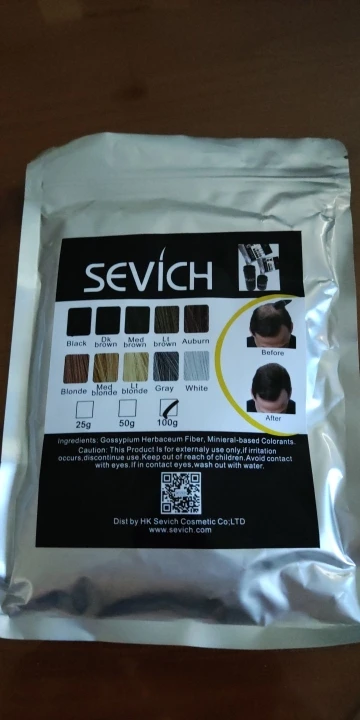 SEVICH
Black Dk brown Med brown Lt brown Auburn
Before
Blonde Med blonde Lt blonde Gray White
25g 50g 100g
After
Ingredients: Gossypium Herbaceum Fiber, Minieral-based Colorants.
Caution: This Product Is for externaly use only,if irritation
occurs,discontinue use.Keep out of reach of children.Avoid contact
with eyes.If in contact eyes,wash out with water.
Dist by HK Sevich Cosmetic Co;LTD
www.sevich.com